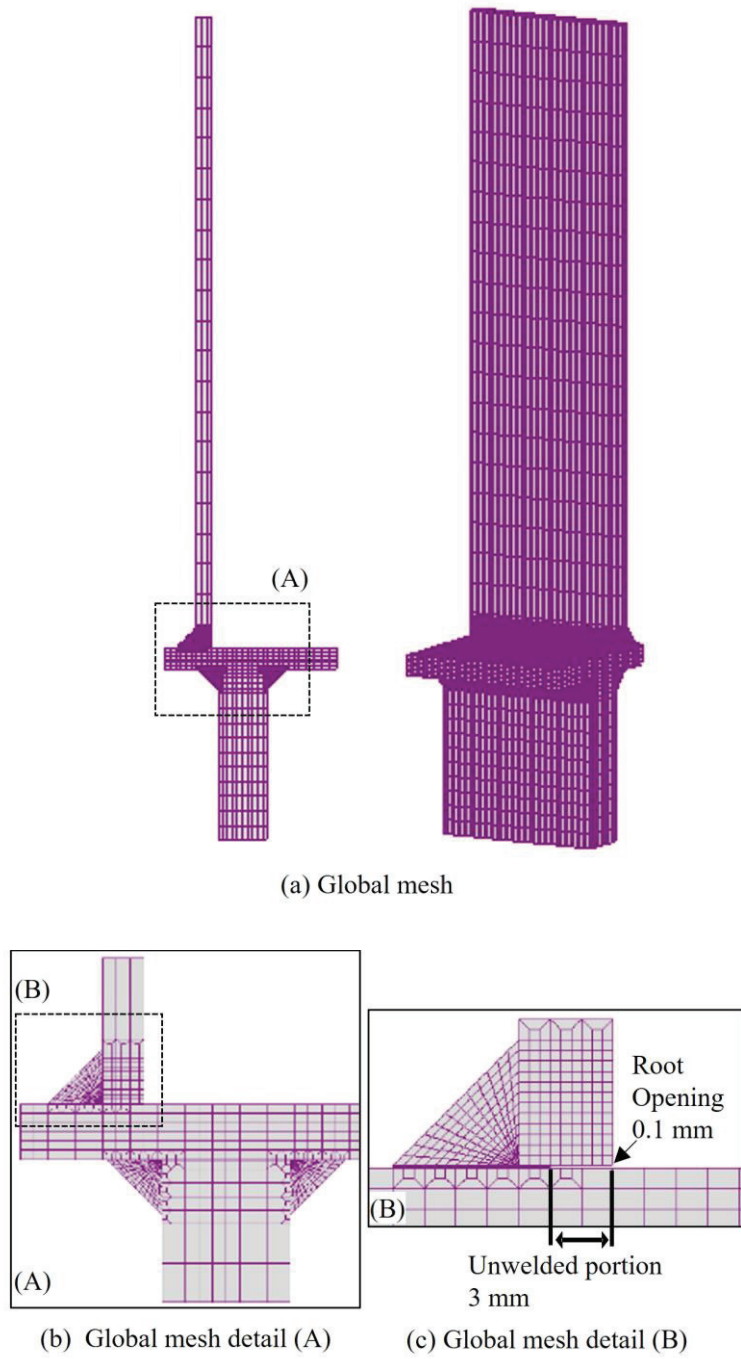 (A)
(a) Global mesh
(B)
(A)
Root
Opening
0.1 mm
(B)
Unwelded portion
3 mm
(b) Global mesh detail (A)
(c) Global mesh detail (B)